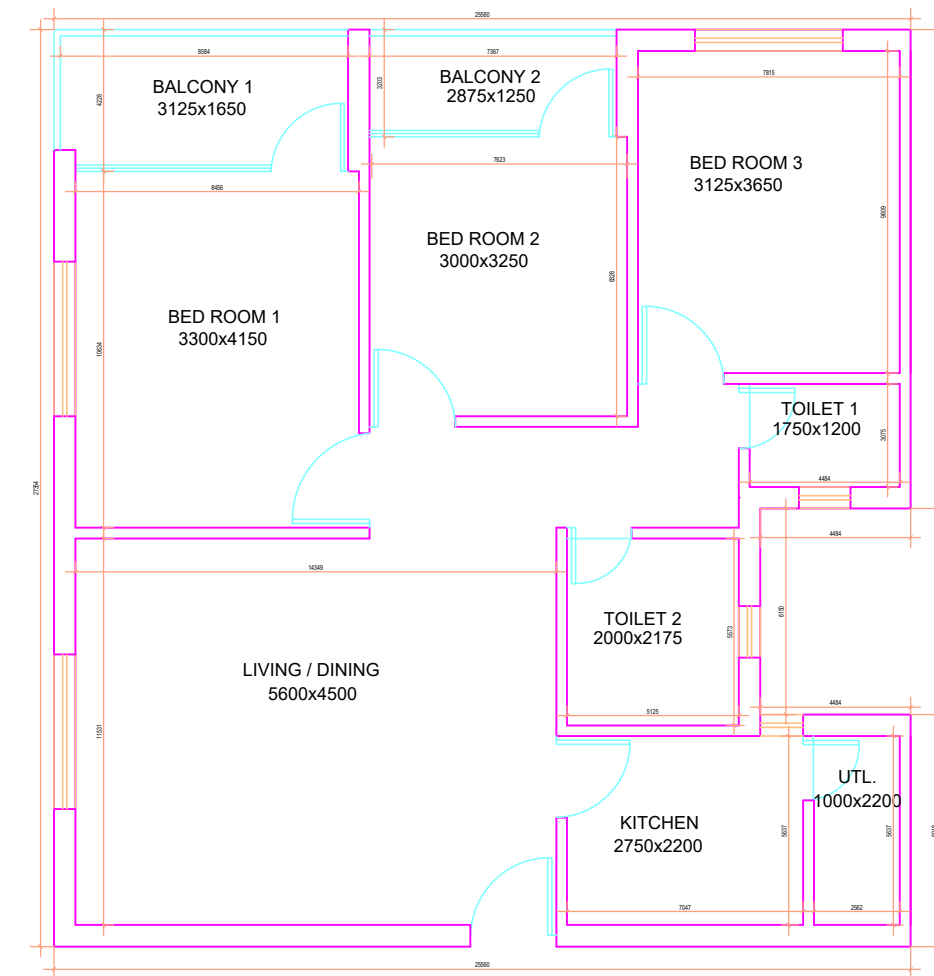 25560
8584
7367
BALCONY 1
3125x1650
BALCONY 2
2875x1250
7815
4228
3203
7623
8456
BED ROOM 3
3125x3650
9609
BED ROOM 2
3000x3250
8028
BED ROOM 1
3300x4150
10634
TOILET 1
1750x1200
3075
4484
27354
4484
14349
6150
5573
TOILET 2
2000x2175
LIVING / DINING
5600x4500
4484
5125
11531
UTL.
1000x2200
KITCHEN
2750x2200
5637
5637
7047
2562
25560